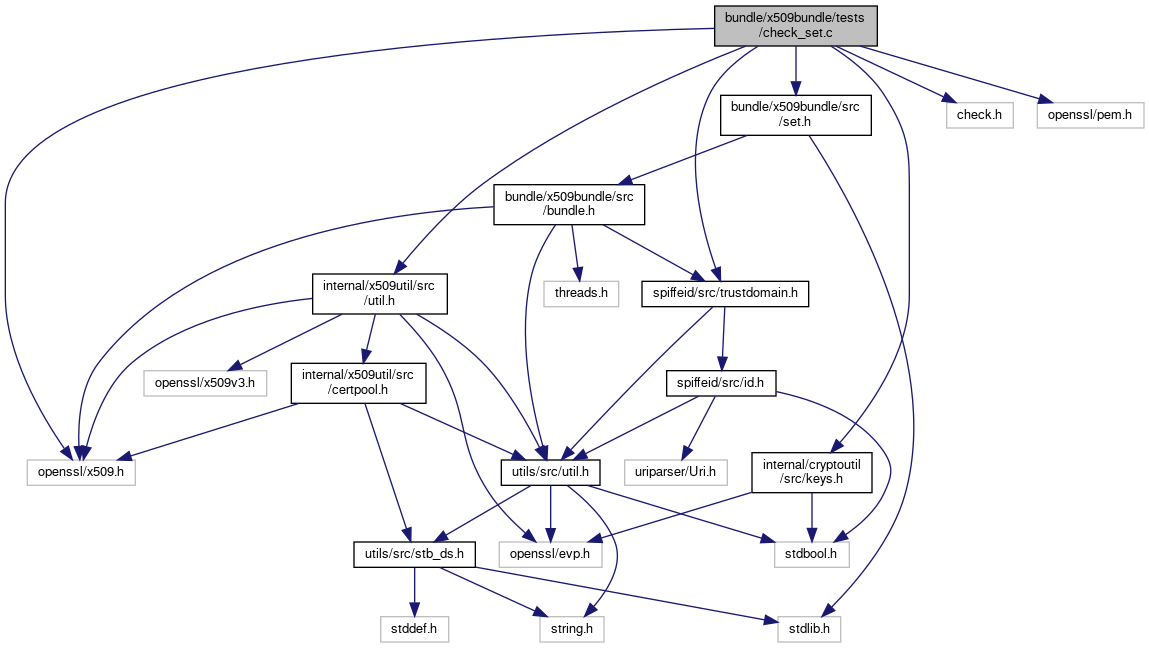 bundle/x509bundle/tests
/check_set.c
bundle/x509bundle/src
/set.h
check.h
openssl/pem.h
bundle/x509bundle/src
/bundle.h
internal/x509util/src
/util.h
threads.h
spiffeid/src/trustdomain.h
openssl/x509v3.h
internal/x509util/src
/certpool.h
spiffeid/src/id.h
openssl/x509.h
utils/src/util.h
uriparser/Uri.h
internal/cryptoutil
/src/keys.h
utils/src/stb_ds.h
openssl/evp.h
stdbool.h
stddef.h
string.h
stdlib.h